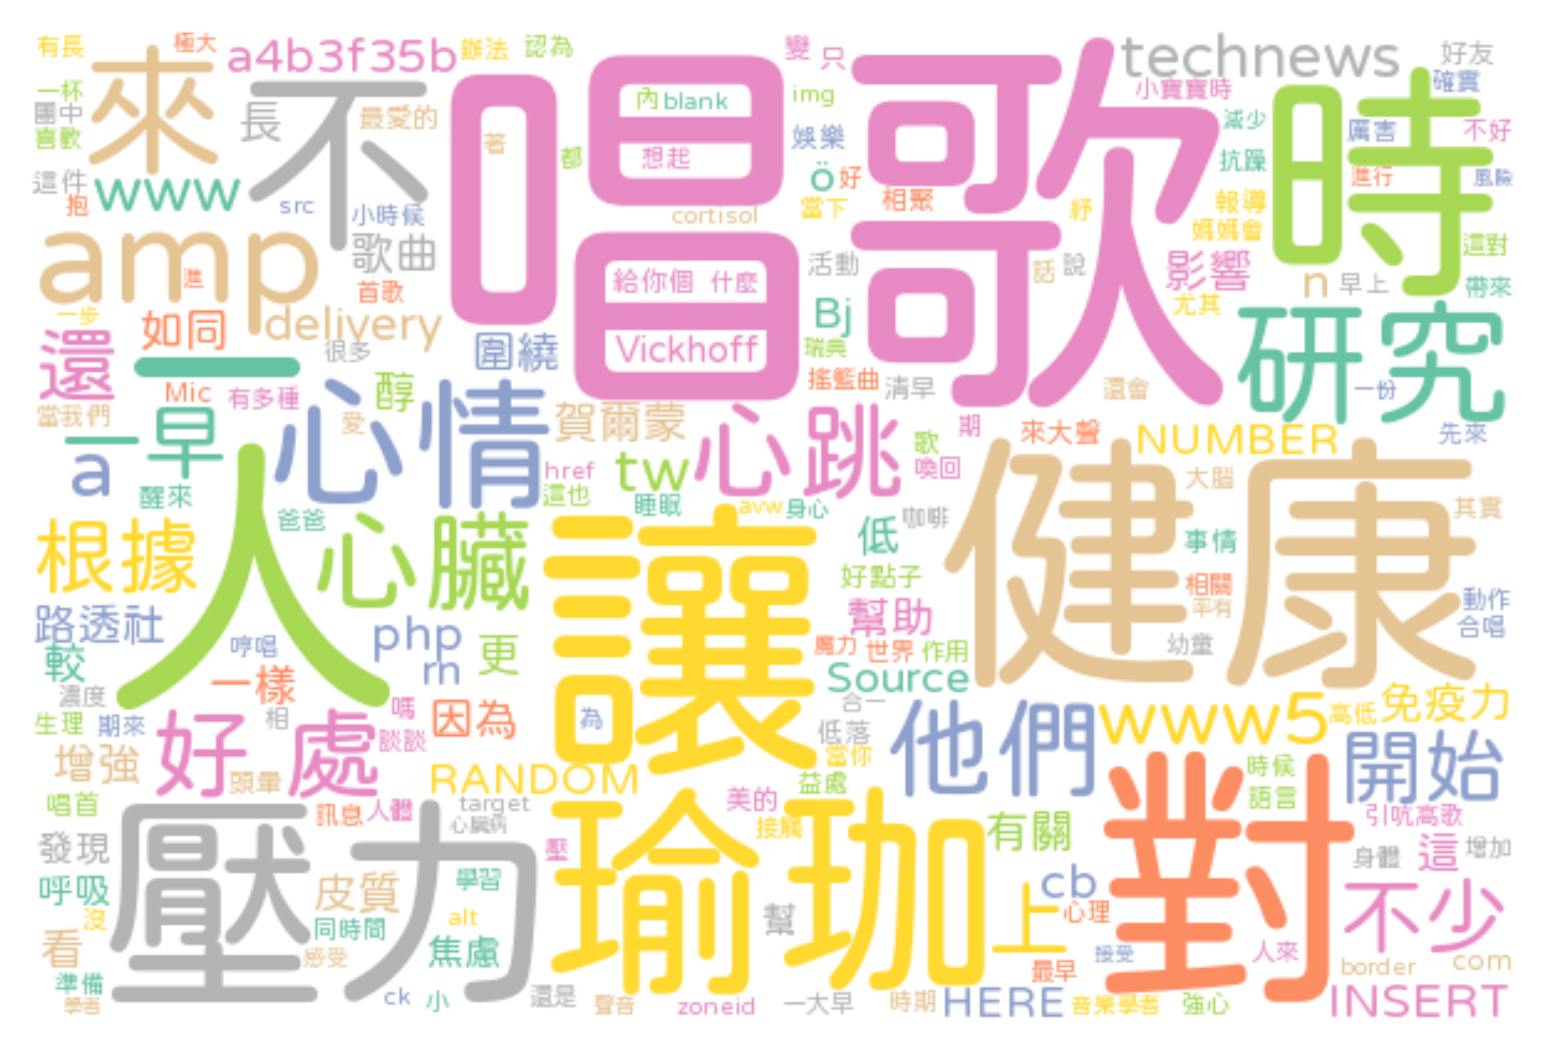 有長
極大
a4b3f35b
辦法
認為
變
只
technews
好友
來
不
唱歌
時
一杯
團中
喜歡
長
最愛的
著
內
blank
想起
都
img
娛樂
小寶寶時
確實
減少
厲害
不好
這件
抱
www
src
小時候
cortisol
ö
好
當下
相聚
紓
抗躁
進行
風險
報導
媽媽會
amp
進
歌曲
首歌
給你個
什麼
活動
話
說
影響
尤其
n
早上
這對
帶來
一步
如同
delivery
很多
圍繞
Vickhoff
Bj
瑞典
研究
還
一
Mic
有多種
醇
搖籃曲
清早
還會
一份
當我們
一早
愛
心情
賀爾蒙
心跳
期
歌
喚回
來大聲
NUMBER
先來
a
醒來
href
這也
tw
睡眠
avw
身心
大腦
健康
其實
根據
人
爸爸
心臟
讓
低
咖啡
事情
好點子
相關
率有
路透社
較
哼唱
php
rn
更
幫助
魔力
世界
作用
幼童
動作
合唱
濃度
一樣
Source
生理
期來
好處
相
嗎
談談
因為
為
合一
低落
當你
他們
www5
高低
免疫力
增強
頭暈
RANDOM
益處
時候
語言
開始
唱首
壓力
訊息
人體
target
心臟病
美的
接觸
瑜珈
有關
對
引吭高歌
發現
壓
身體
這
增加
呼吸
皮質
學習
cb
沒
同時間
alt
幫
上
心理
不少
看
感受
焦慮
接受
人來
最早
border
com
準備
學者
ck
小
還是
聲音
zoneid
一大早
時期
HERE
音樂學者
強心
INSERT